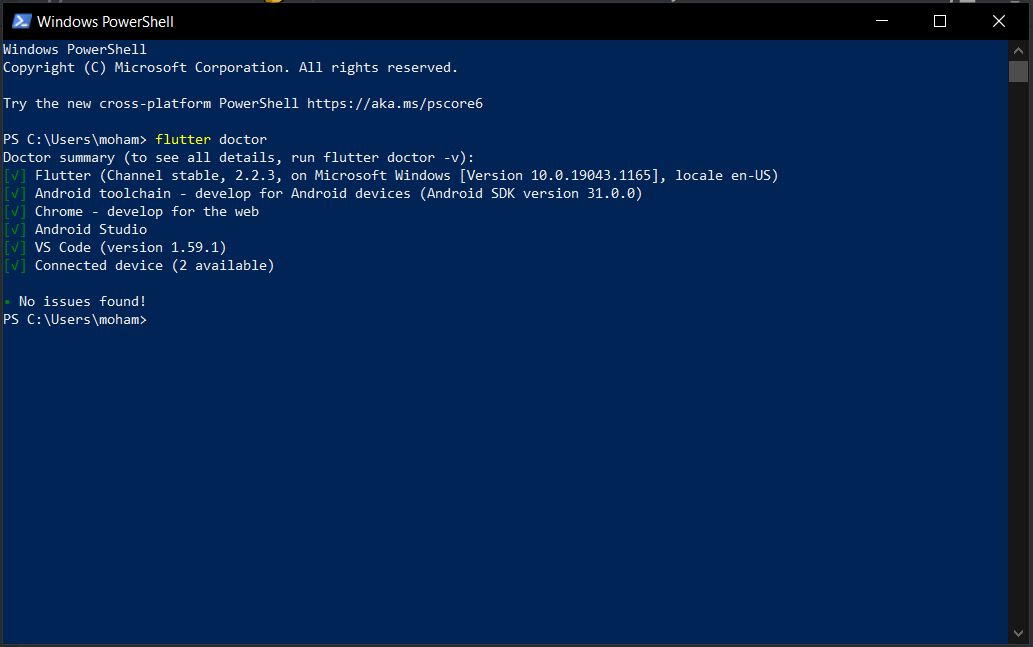 Windows PowerShell
Windows PowerShell
Copyright (C) Microsoft Corporation. All rights reserved.
Try the new cross-platform PowerShell https://aka.ms/pscore6
PS C:\Users\moham> flutter doctor
Doctor summary (to see all details, run flutter doctor -v):
[√] Flutter (Channel stable, 2.2.3, on Microsoft Windows [Version 10.0.19043.1165], locale en-US)
[√] Android toolchain - develop for Android devices (Android SDK version 31.0.0)
[√] Chrome - develop for the web
[√] Android Studio
[√] VS Code (version 1.59.1)
[√] Connected device (2 available)
• No issues found!
PS C:\Users\moham>